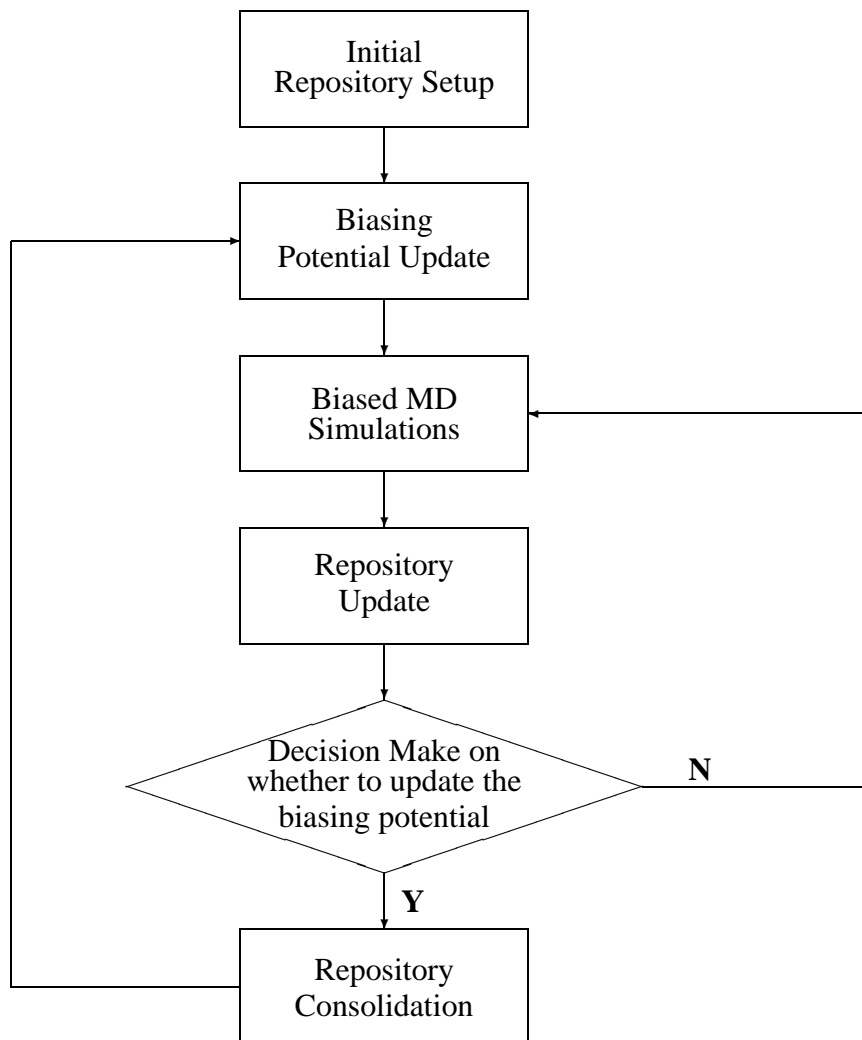 Initial
Repository Setup
Biasing
Potential Update
Biased MD
Simulations
Repository
Update
Decision Make on
whether to update the
biasing potential
N
Y
Repository
Consolidation